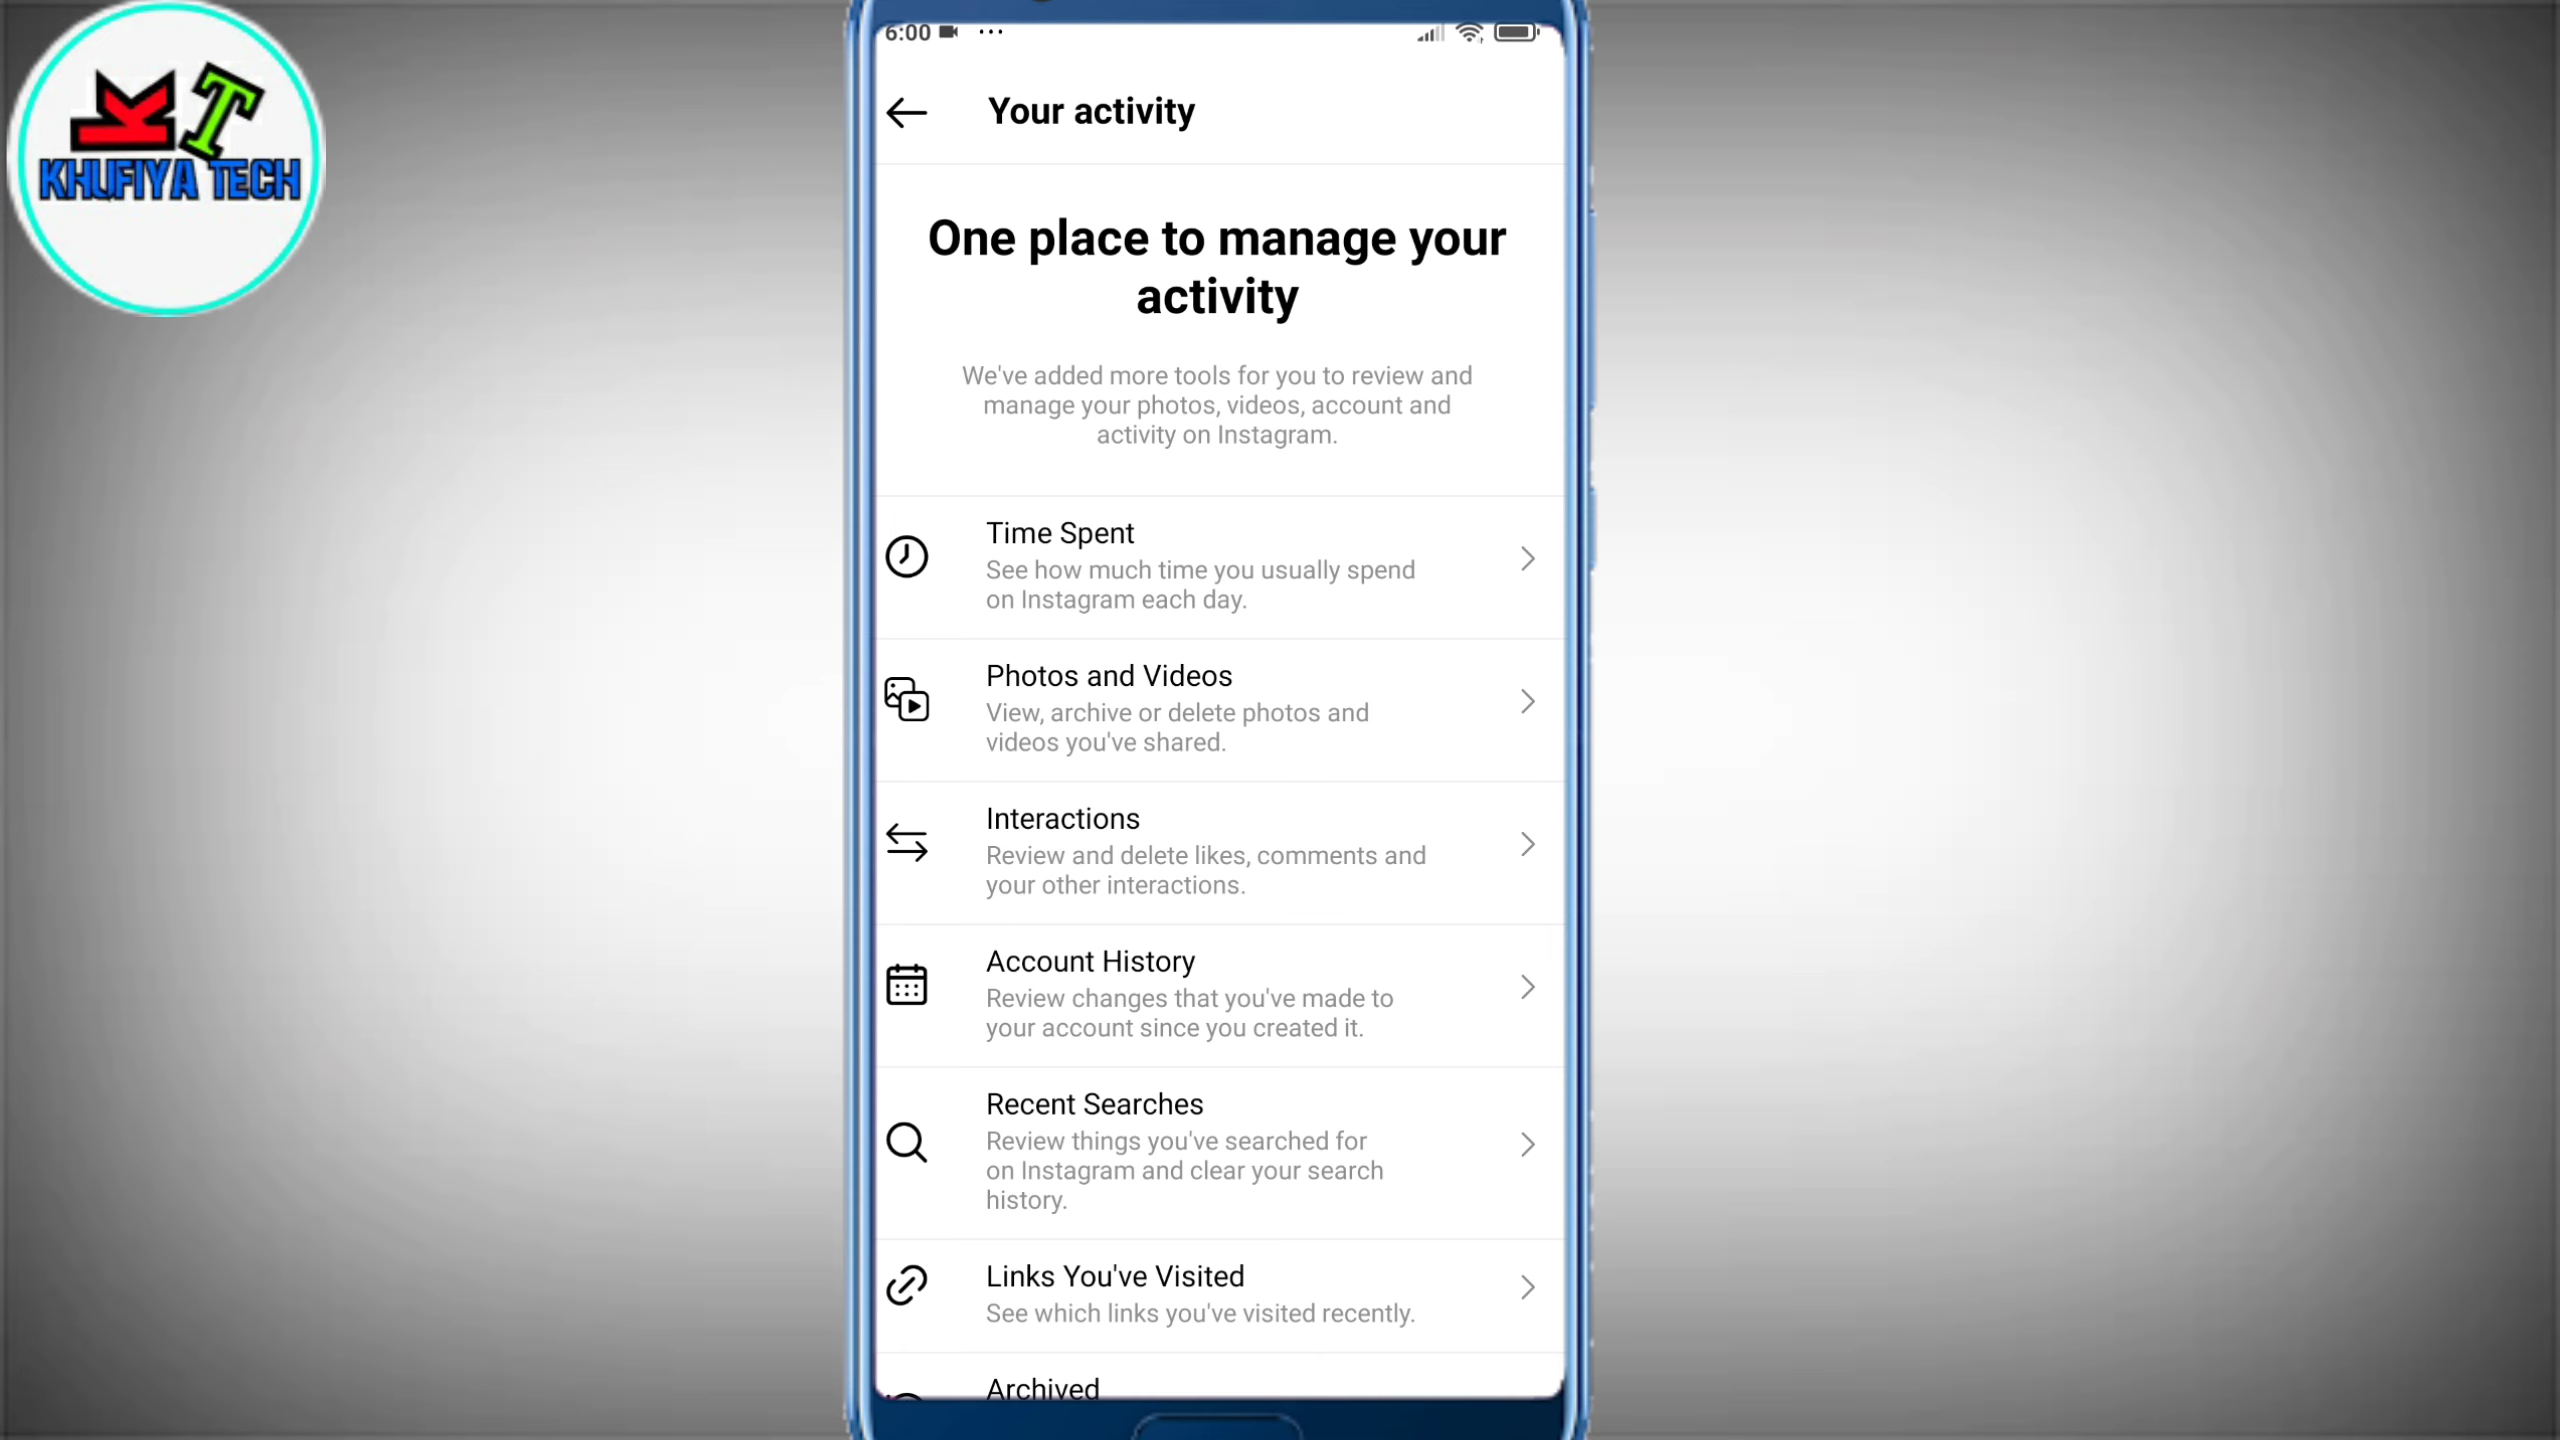 KT
KHUFIYA TECH
6:00
Your activity
One place to manage your
activity
We've added more tools for you to review and
manage your photos, videos, account and
activity on Instagram.
Time Spent
See how much time you usually spend
on Instagram each day.
Photos and Videos
View, archive or delete photos and
videos you've shared.
Interactions
Review and delete likes, comments and
your other interactions.
Account History
Review changes that you've made to
your account since you created it.
Recent Searches
Review things you've searched for
on Instagram and clear your search
history.
Links You've Visited
See which links you've visited recently.
Archived